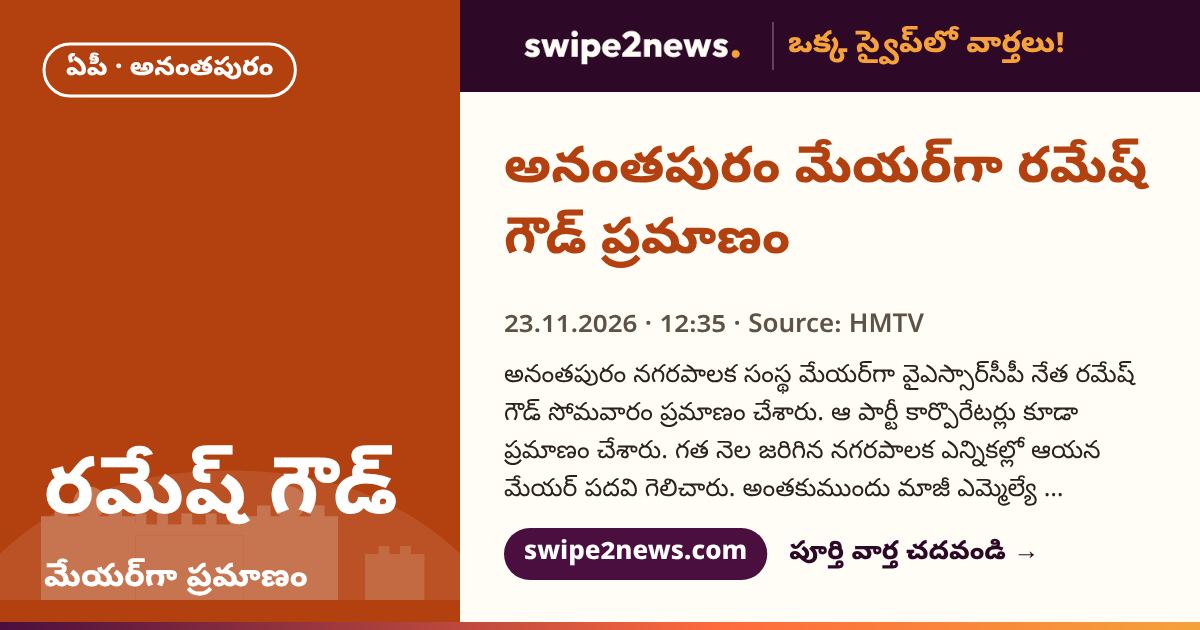 ఏపీ · అనంతపురం
రమేష్ గౌడ్
మేయర్‌గా ప్రమాణం
swipe2news.
ఒక్క స్వైప్‌లో వార్తలు!
అనంతపురం మేయర్‌గా రమేష్
గౌడ్ ప్రమాణం
23.11.2026 · 12:35 · Source: HMTV
అనంతపురం నగరపాలక సంస్థ మేయర్‌గా వైఎస్సార్‌సీపీ నేత రమేష్
గౌడ్ సోమవారం ప్రమాణం చేశారు. ఆ పార్టీ కార్పొరేటర్లు కూడా
ప్రమాణం చేశారు. గత నెల జరిగిన నగరపాలక ఎన్నికల్లో ఆయన
మేయర్ పదవి గెలిచారు. అంతకుముందు మాజీ ఎమ్మెల్యే ...
swipe2news.com
పూర్తి వార్త చదవండి →